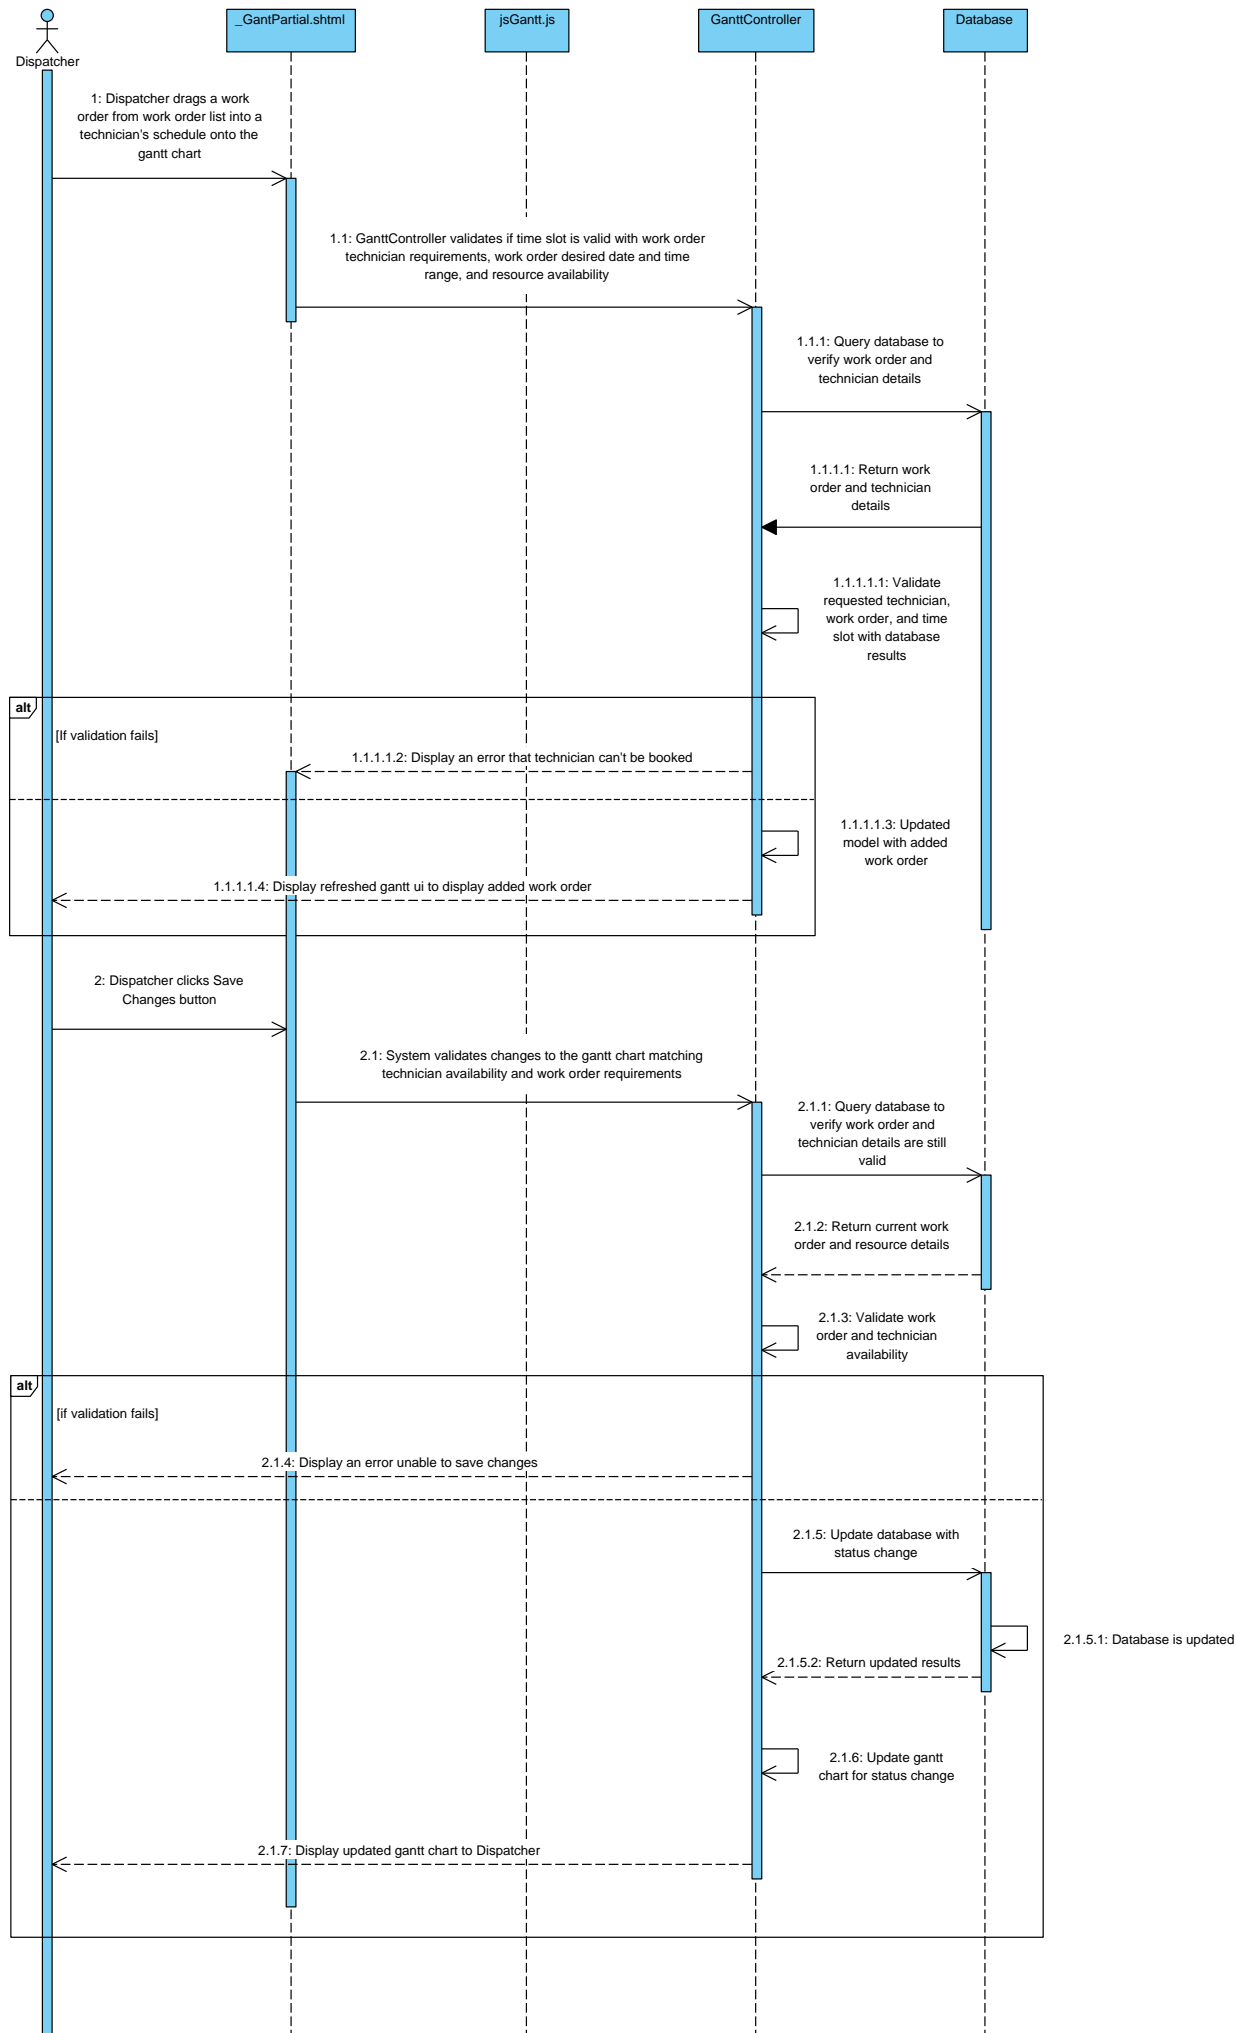 _GantPartial.shtml
jsGantt.js
GanttController
Database
Dispatcher
1: Dispatcher drags a work
order from work order list into a
technician's schedule onto the
gantt chart
1.1: GanttController validates if time slot is valid with work order
technician requirements, work order desired date and time
range, and resource availability
1.1.1: Query database to
verify work order and
technician details
1.1.1.1: Return work
order and technician
details
1.1.1.1.1: Validate
requested technician,
work order, and time
slot with database
results
alt
[If validation fails]
1.1.1.1.2: Display an error that technician can't be booked
1.1.1.1.3: Updated
model with added
work order
1.1.1.1.4: Display refreshed gantt ui to display added work order
2: Dispatcher clicks Save
Changes button
2.1: System validates changes to the gantt chart matching
technician availability and work order requirements
2.1.1: Query database to
verify work order and
technician details are still
valid
2.1.2: Return current work
order and resource details
2.1.3: Validate work
order and technician
availability
alt
[if validation fails]
2.1.4: Display an error unable to save changes
2.1.5: Update database with
status change
2.1.5.1: Database is updated
2.1.5.2: Return updated results
2.1.6: Update gantt
chart for status change
2.1.7: Display updated gantt chart to Dispatcher